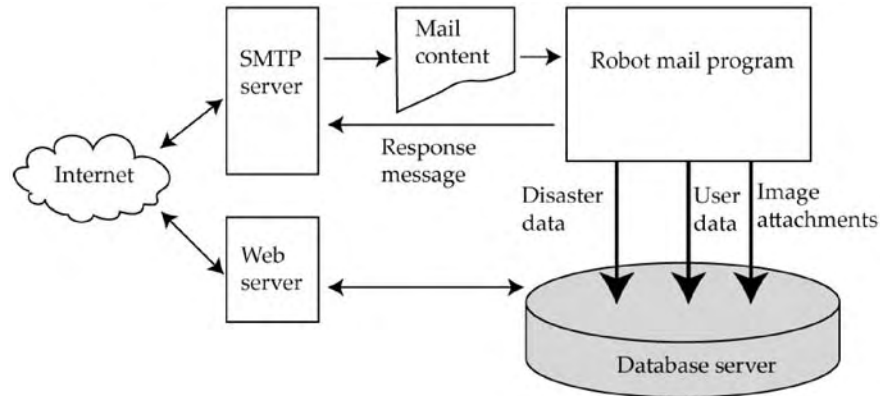 SMTP
server
Mail
content
Robot mail program
Response
message
Internet
Disaster
data
User
data
Image
attachments
Web
server
Database server